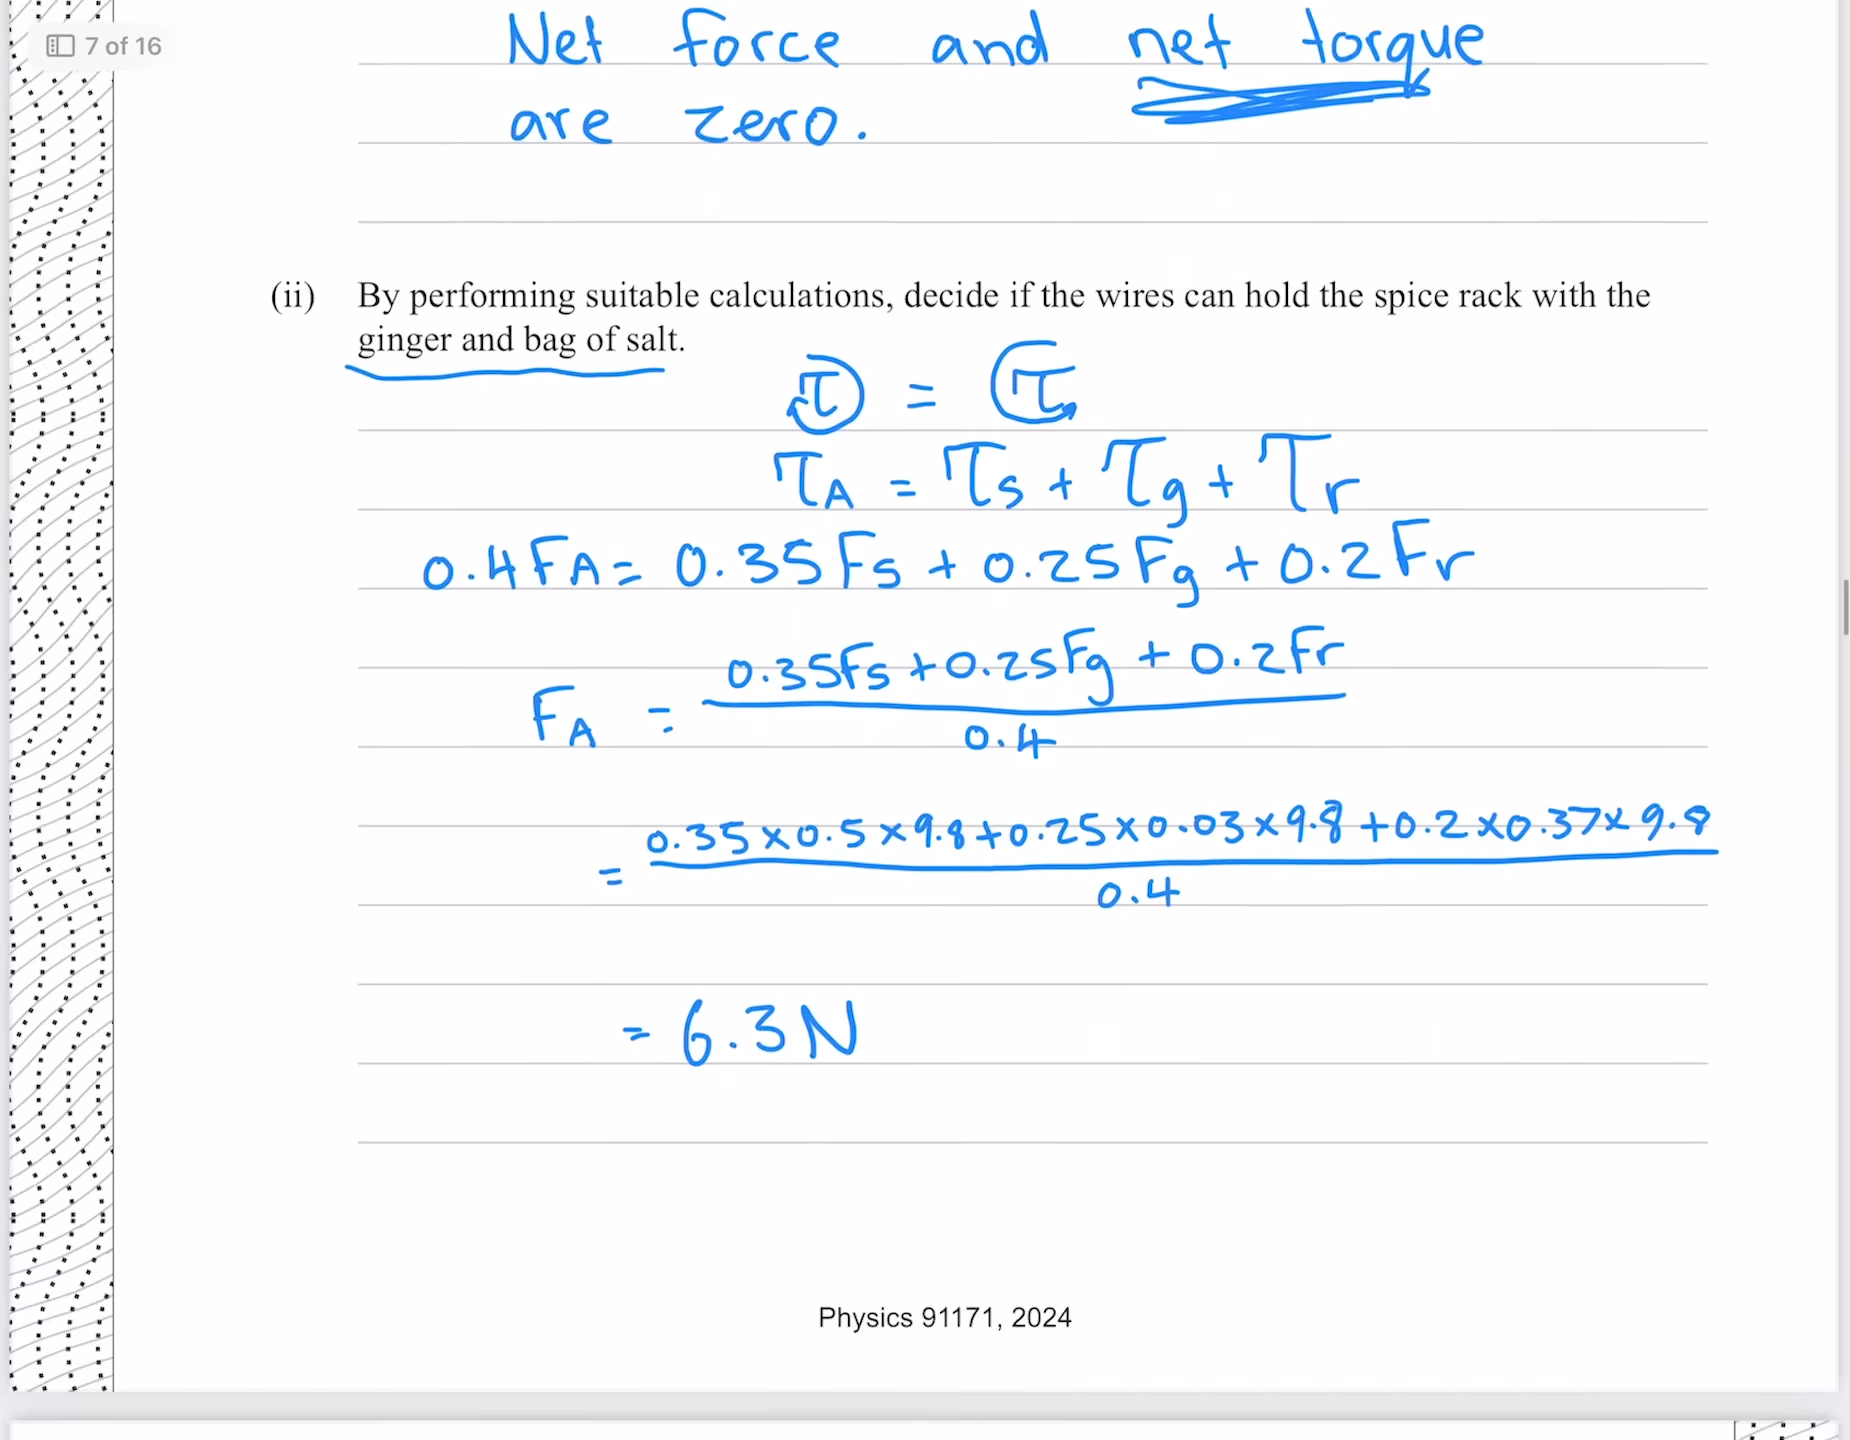 7 of 16
Net force and net torque
are zero.
(ii) By performing suitable calculations, decide if the wires can hold the spice rack with the
ginger and bag of salt.
τ = τ
τA = τs + τg + τr
0.4FA = 0.35Fs + 0.25Fg + 0.2Fr
0.35Fs + 0.25Fg + 0.2Fr
FA =
0.4
0.35 × 0.5 × 9.8 + 0.25 × 0.03 × 9.8 + 0.2 × 0.37 × 9.8
=
0.4
= 6.3N
Physics 91171, 2024